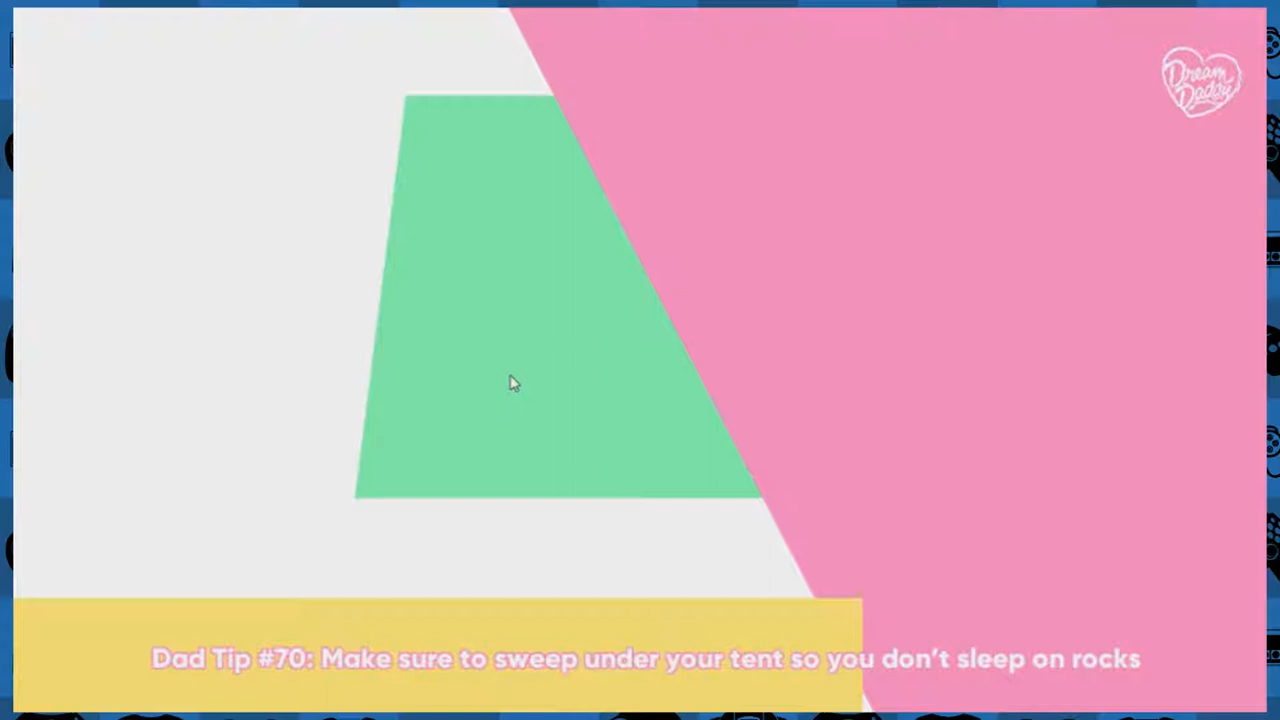 Dream
Daddy
Dad Tip #70: Make sure to sweep under your tent so you don't sleep on rocks